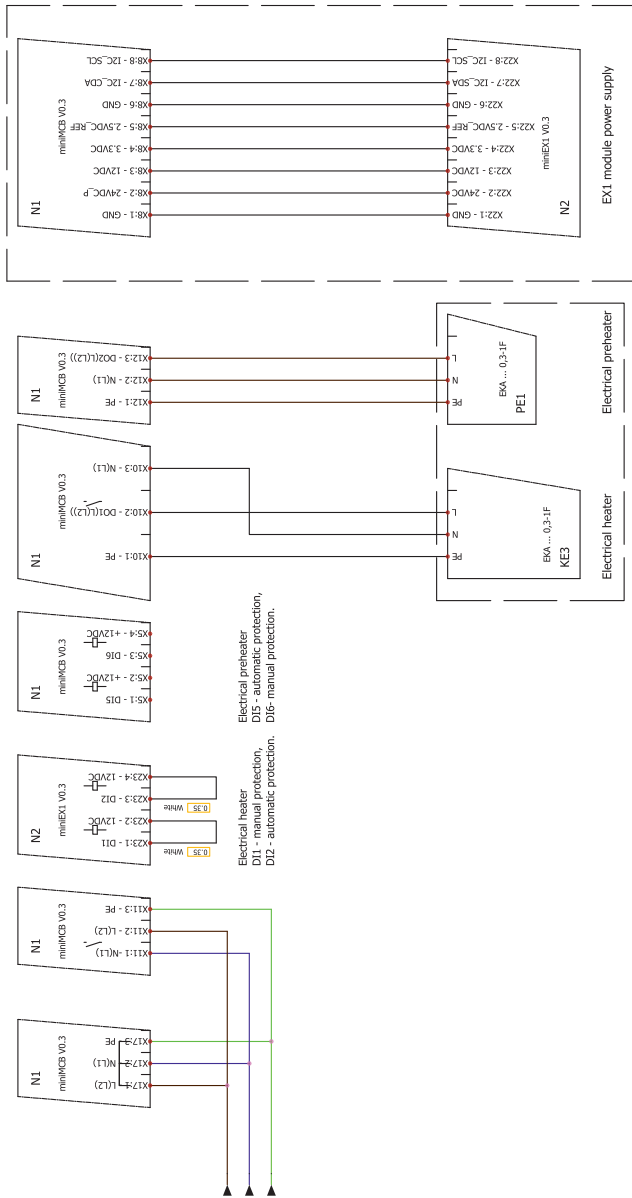 N1
miniMCB V0.3
X8:8 - I2C_SCL
X8:7 - I2C_CDA
X8:6 - GND
X8:5 - 2.5VDC_REF
X8:4 - 3.3VDC
X8:3 - 12VDC
X8:2 - 24VDC_P
X8:1 - GND
X22:8 - I2C_SCL
X22:7 - I2C_SDA
X22:6 - GND
X22:5 - 2.5VDC_REF
X22:4 - 3.3VDC
X22:3 - 12VDC
X22:2 - 24VDC
X22:1 - GND
miniEX1 V0.3
N2
EX1 module power supply
N1
miniMCB V0.3
X12:3 - DO2(L(L2))
X12:2 - N(L1)
X12:1 - PE
L
N
PE
EKA ... 0,3-1F
PE1
Electrical preheater
N1
miniMCB V0.3
X10:3 - N(L1)
X10:2 - DO1(L(L2))
X10:1 - PE
L
N
PE
EKA ... 0,3-1F
KE3
Electrical heater
N1
miniMCB V0.3
X5:4 - +12VDC
X5:3 - DI6
X5:2 - +12VDC
X5:1 - DI5
Electrical preheater
DI5 - automatic protection,
DI6- manual protection.
N2
miniEX1 V0.3
X23:4 - 12VDC
X23:3 - DI2
X23:2 - 12VDC
X23:1 - DI1
White 0.35
White 0.35
Electrical heater
DI1 - manual protection,
DI2 - automatic protection.
N1
miniMCB V0.3
X11:3 - PE
X11:2 - L(L2)
X11:1 - N(L1)
N1
miniMCB V0.3
X17:3 PE
X17:2 N(L1)
X17:1 L(L2)